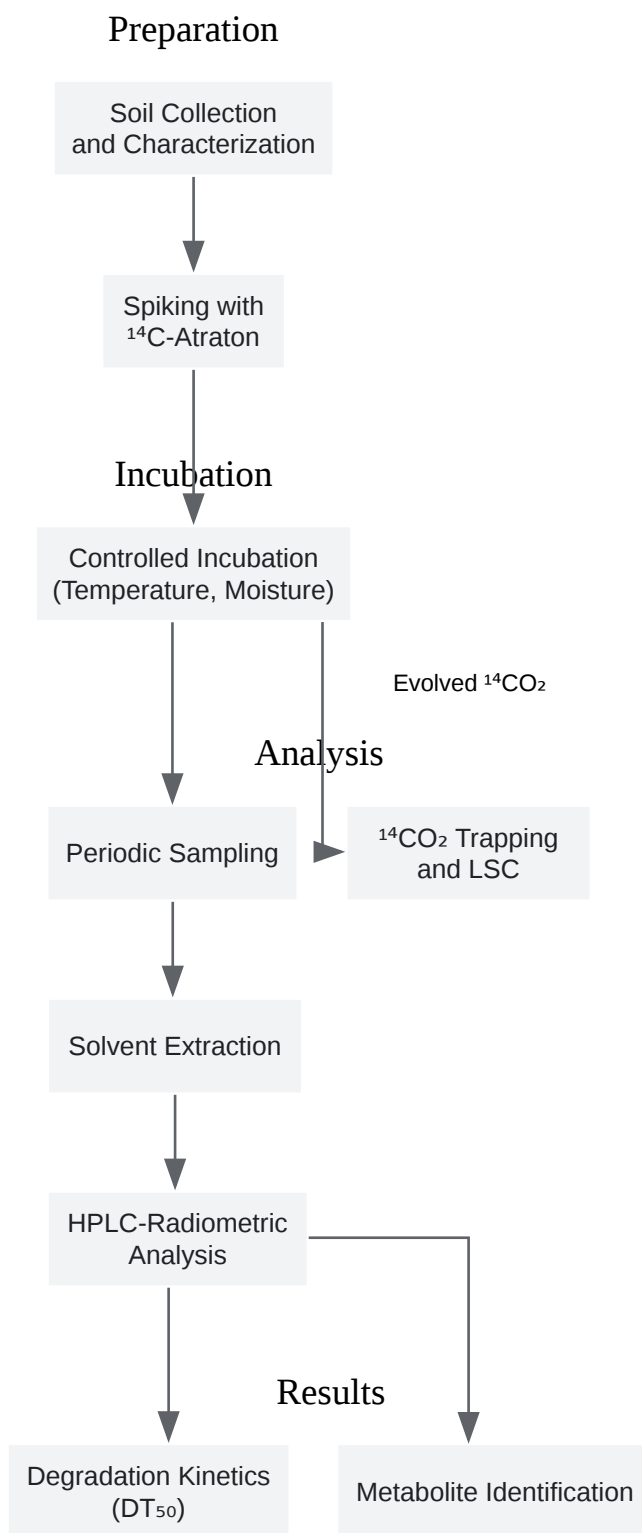 Preparation
Soil Collection
and Characterization
Spiking with
¹⁴C-Atraton
Incubation
Controlled Incubation
(Temperature, Moisture)
Evolved ¹⁴CO₂
Analysis
Periodic Sampling
¹⁴CO₂ Trapping
and LSC
Solvent Extraction
HPLC-Radiometric
Analysis
Results
Degradation Kinetics
(DT₅₀)
Metabolite Identification